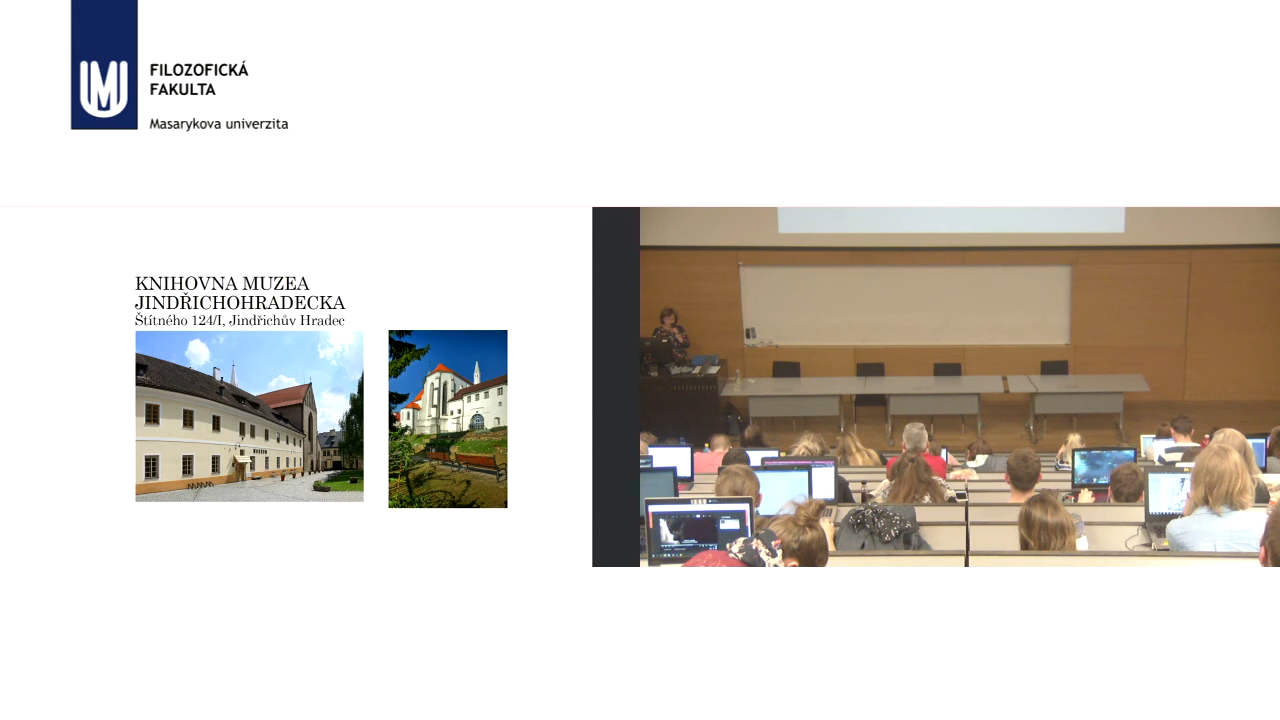 FILOZOFICKÁ
FAKULTA
Masarykova univerzita
KNIHOVNA MUZEA
JINDŘICHOHRADECKA
Štítného 124/I, Jindřichův Hradec